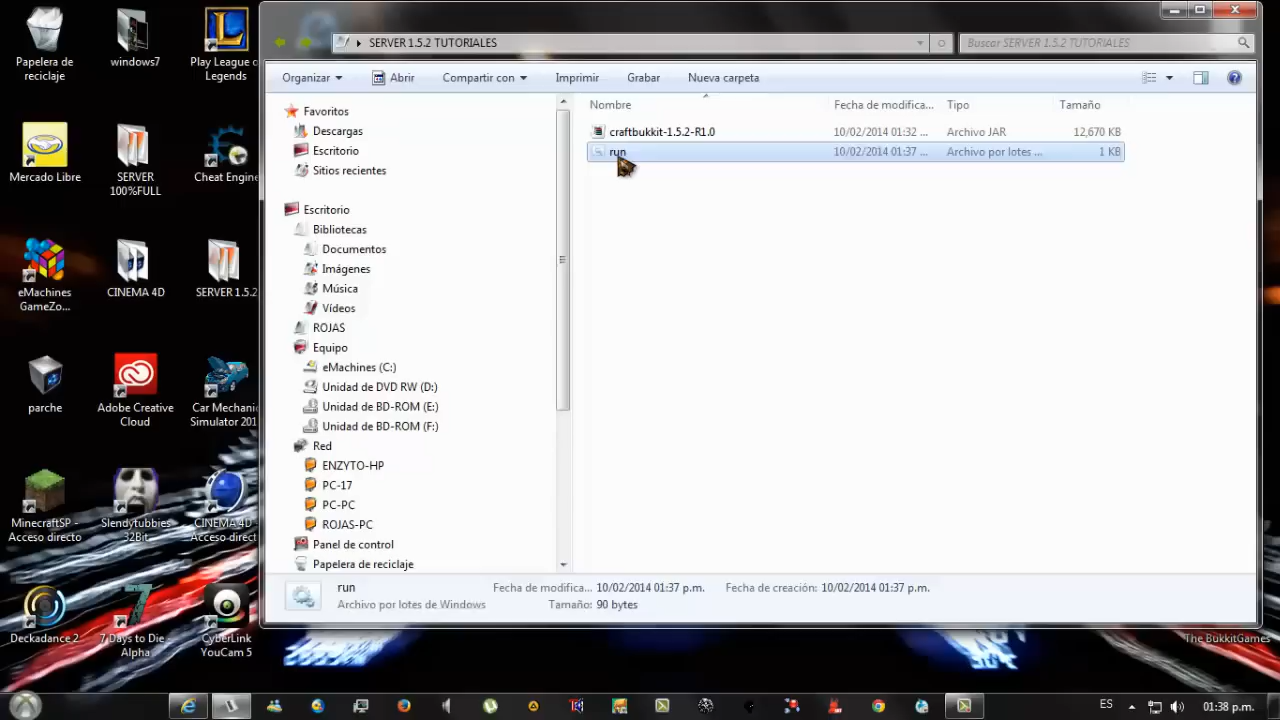 Papelera de
reciclaje
windows7
Play League of
Legends
Mercado Libre
SERVER
100%FULL
Cheat Engine
eMachines
GameZo...
CINEMA 4D
SERVER 1.5.2
parche
Adobe Creative
Cloud
Car Mechanic
Simulator 201
MinecraftSP -
Acceso directo
Slendytubbies
32Bit
CINEMA 4D -
Acceso direct
Deckadance 2
7 Days to Die -
Alpha
CyberLink
YouCam 5
SERVER 1.5.2 TUTORIALES
Buscar SERVER 1.5.2 TUTORIALES
Organizar
Abrir
Compartir con
Imprimir
Grabar
Nueva carpeta
Favoritos
Descargas
Escritorio
Sitios recientes
Escritorio
Bibliotecas
Documentos
Imágenes
Música
Vídeos
ROJAS
Equipo
eMachines (C:)
Unidad de DVD RW (D:)
Unidad de BD-ROM (E:)
Unidad de BD-ROM (F:)
Red
ENZYTO-HP
PC-17
PC-PC
ROJAS-PC
Panel de control
Papelera de reciclaje
Nombre Fecha de modifica... Tipo Tamaño
craftbukkit-1.5.2-R1.0 10/02/2014 01:32 ... Archivo JAR 12,670 KB
run 10/02/2014 01:37 ... Archivo por lotes ... 1 KB
run Fecha de modifica... 10/02/2014 01:37 p.m. Fecha de creación: 10/02/2014 01:37 p.m.
Archivo por lotes de Windows Tamaño: 90 bytes
The BukkitGames
ES 01:38 p.m.